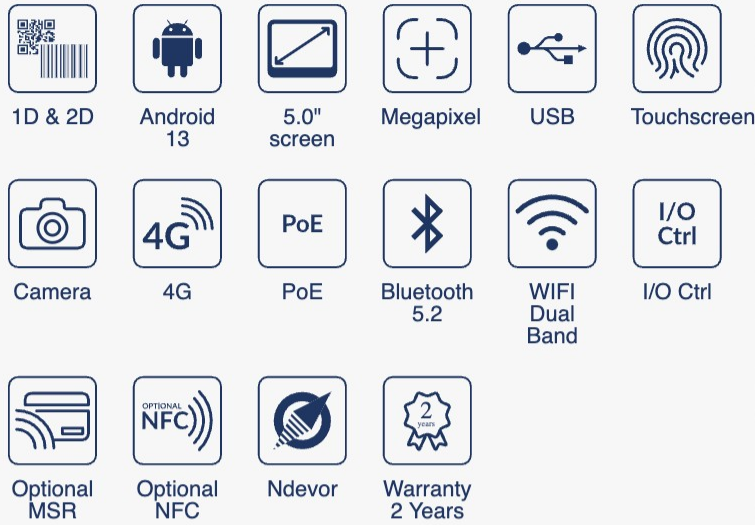 1D & 2D
Android
13
5.0"
screen
Megapixel
USB
Touchscreen
4G
PoE
I/O
Ctrl
Camera
4G
PoE
Bluetooth
5.2
WIFI
Dual
Band
I/O Ctrl
OPTIONAL
NFC
2
years
Optional
MSR
Optional
NFC
Ndevor
Warranty
2 Years